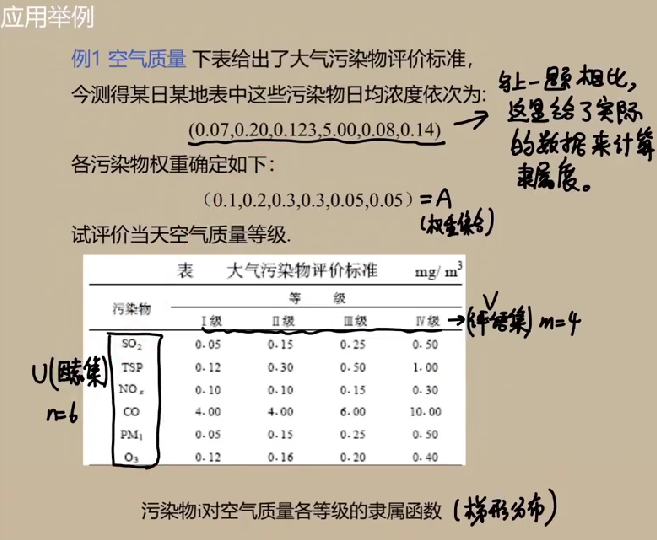 应用举例
例1 空气质量 下表给出了大气污染物评价标准，
今测得某日某地表中这些污染物日均浓度依次为:
(0.07,0.20,0.123,5.00,0.08,0.14)
与上一题相比，
这是给了实际
的数据来计算
隶属度。
各污染物权重确定如下：
（0.1,0.2,0.3,0.3,0.05,0.05）= A
(权重集合)
试评价当天空气质量等级.
表 大气污染物评价标准 mg/m³
污染物 等 级
Ⅰ级 Ⅱ级 Ⅲ级 Ⅳ级
V
(评语集) m=4
U(因素集)
n=6
SO₂ 0.05 0.15 0.25 0.50
TSP 0.12 0.30 0.50 1.00
NOₓ 0.10 0.10 0.15 0.30
CO 4.00 4.00 6.00 10.00
PM₁ 0.05 0.15 0.25 0.50
O₃ 0.12 0.16 0.20 0.40
污染物i对空气质量各等级的隶属函数 (梯形分布)